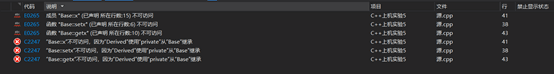 代码 说明 项目 文件 行 禁止显示状态
E0265 成员 "Base::x" (已声明 所在行数:15) 不可访问 C++上机实验5 源.cpp 41
E0265 函数 "Base::setx" (已声明 所在行数:6) 不可访问 C++上机实验5 源.cpp 38
E0265 函数 "Base::getx" (已声明 所在行数:10) 不可访问 C++上机实验5 源.cpp 43
C2247 "Base::x"不可访问，因为"Derived"使用"private"从"Base"继承 C++上机实验5 源.cpp 41
C2247 "Base::setx"不可访问，因为"Derived"使用"private"从"Base"继承 C++上机实验5 源.cpp 38
C2247 "Base::getx"不可访问，因为"Derived"使用"private"从"Base"继承 C++上机实验5 源.cpp 43